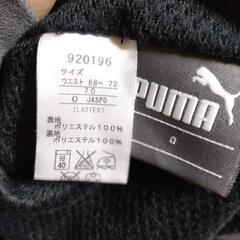 920196
サイズ
ウエスト 68~ 72
70
O JASPO
(LADIES)
表地
ポリエステル100%
裏地
ポリエステル100%
40
PUMA
O